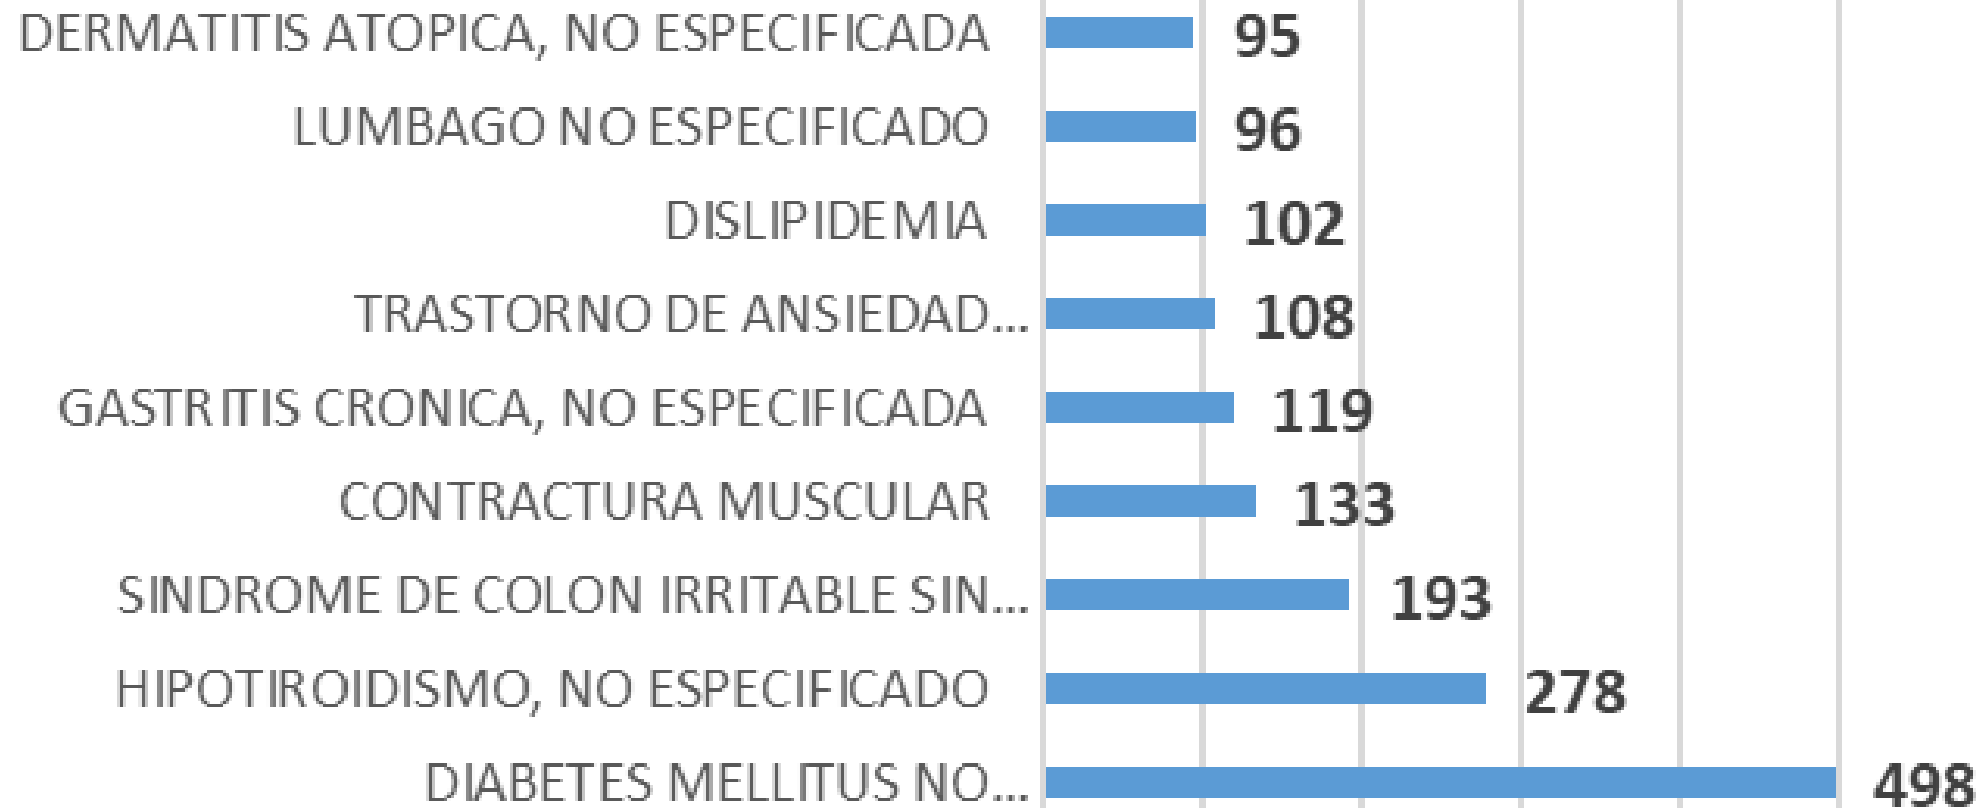 DERMATITIS ATOPICA, NO ESPECIFICADA 95
LUMBAGO NO ESPECIFICADO 96
DISLIPIDEMIA 102
TRASTORNO DE ANSIEDAD... 108
GASTRITIS CRONICA, NO ESPECIFICADA 119
CONTRACTURA MUSCULAR 133
SINDROME DE COLON IRRITABLE SIN... 193
HIPOTIROIDISMO, NO ESPECIFICADO 278
DIABETES MELLITUS NO... 498